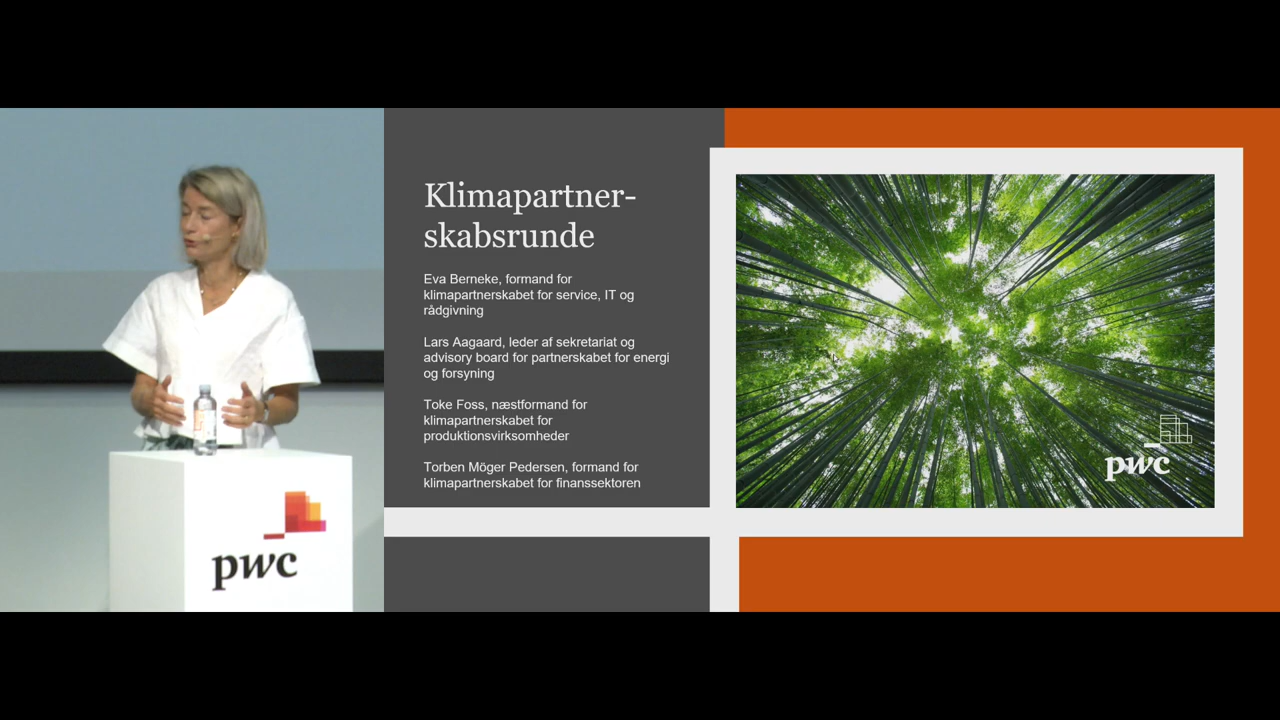 Klimapartner-
skabsrunde
Eva Berneke, formand for
klimapartnerskabet for service, IT og
rådgivning
Lars Aagaard, leder af sekretariat og
advisory board for partnerskabet for energi
og forsyning
Toke Foss, næstformand for
klimapartnerskabet for
produktionsvirksomheder
Torben Möger Pedersen, formand for
klimapartnerskabet for finanssektoren
pwc
pwc